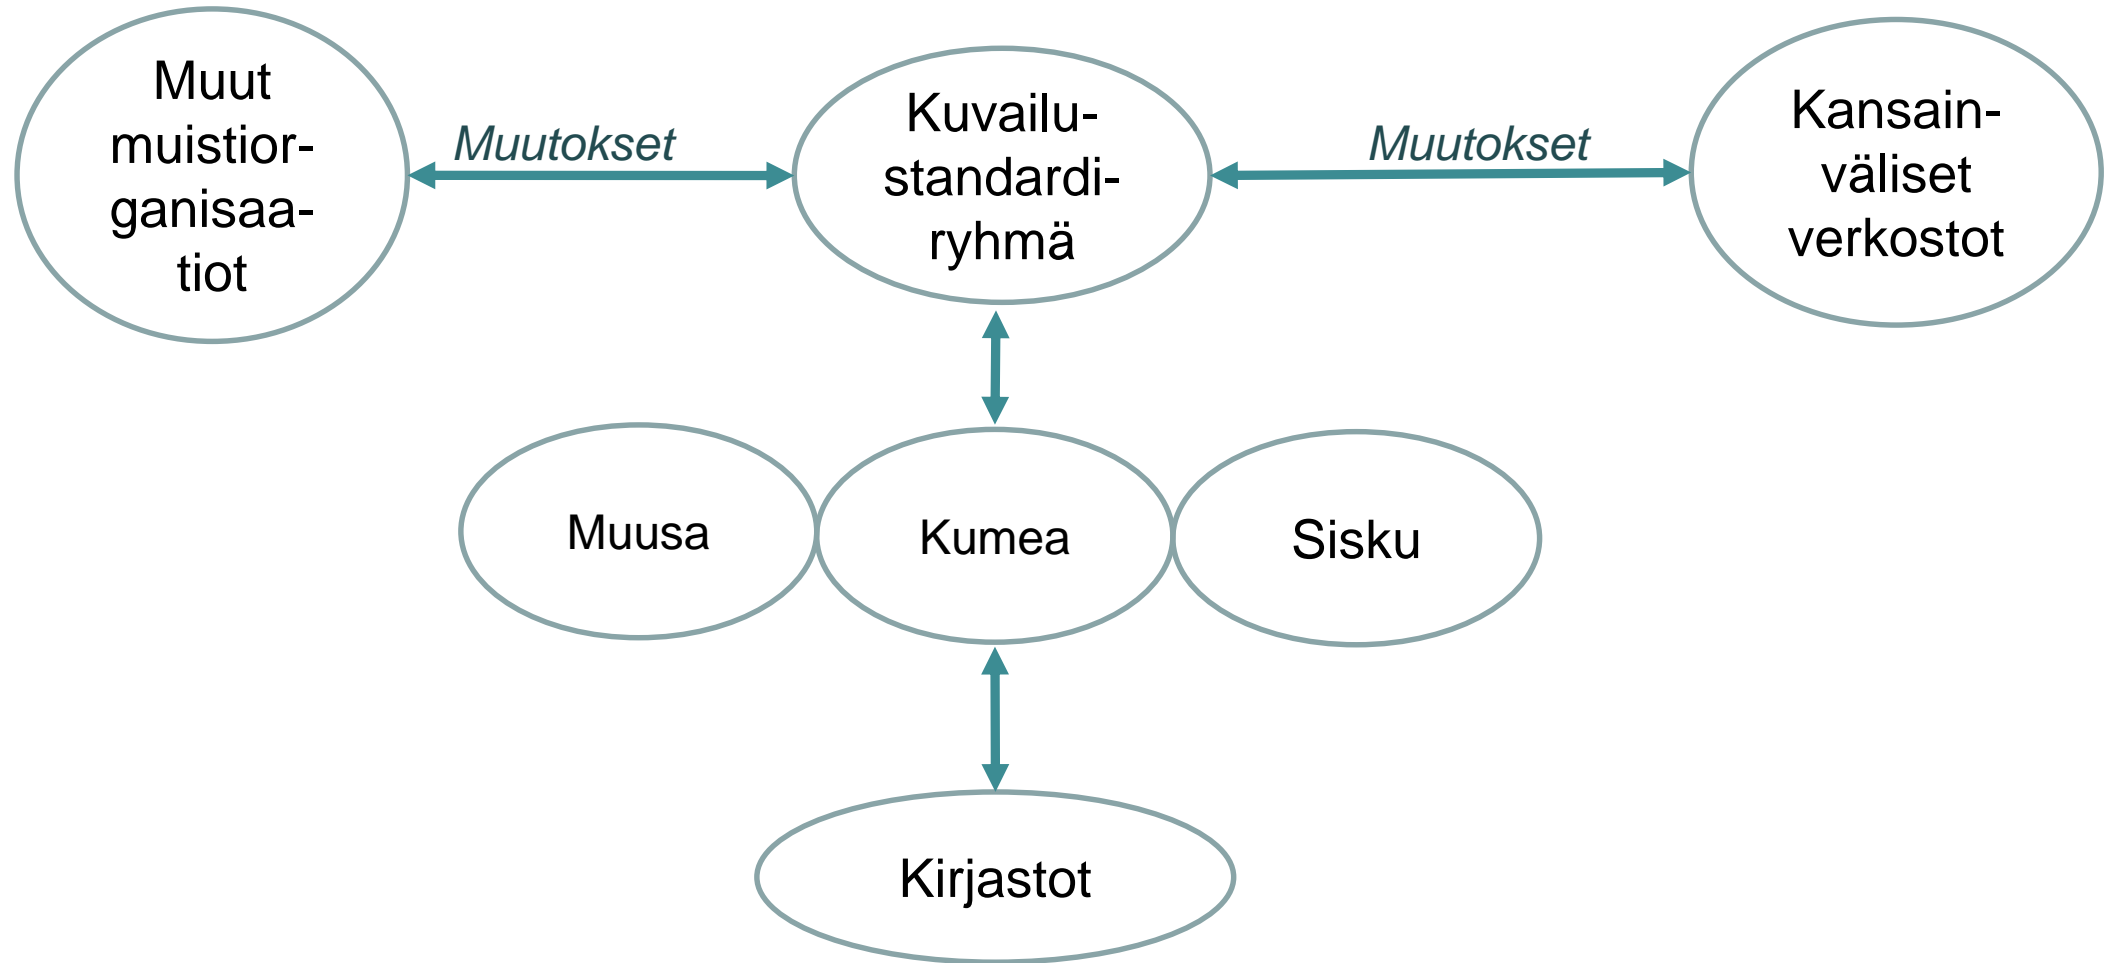 Muut
muistior-
ganisaa-
tiot
Muutokset
Kuvailu-
standardi-
ryhmä
Muutokset
Kansain-
väliset
verkostot
Muusa
Kumea
Sisku
Kirjastot